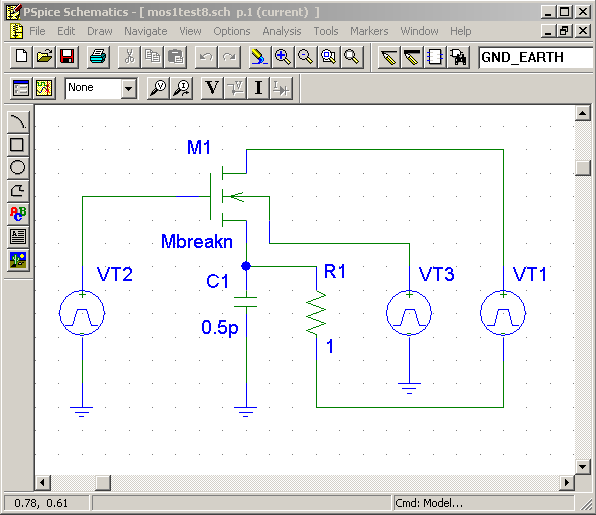 PSpice Schematics - [ mos1test8.sch p.1 (current) ]
File Edit Draw Navigate View Options Analysis Tools Markers Window Help
GND_EARTH
None
V
I
V
I
A
B
C
M1
Mbreakn
VT2
C1
R1
VT3
VT1
0.5p
1
0.78, 0.61
Cmd: Model...